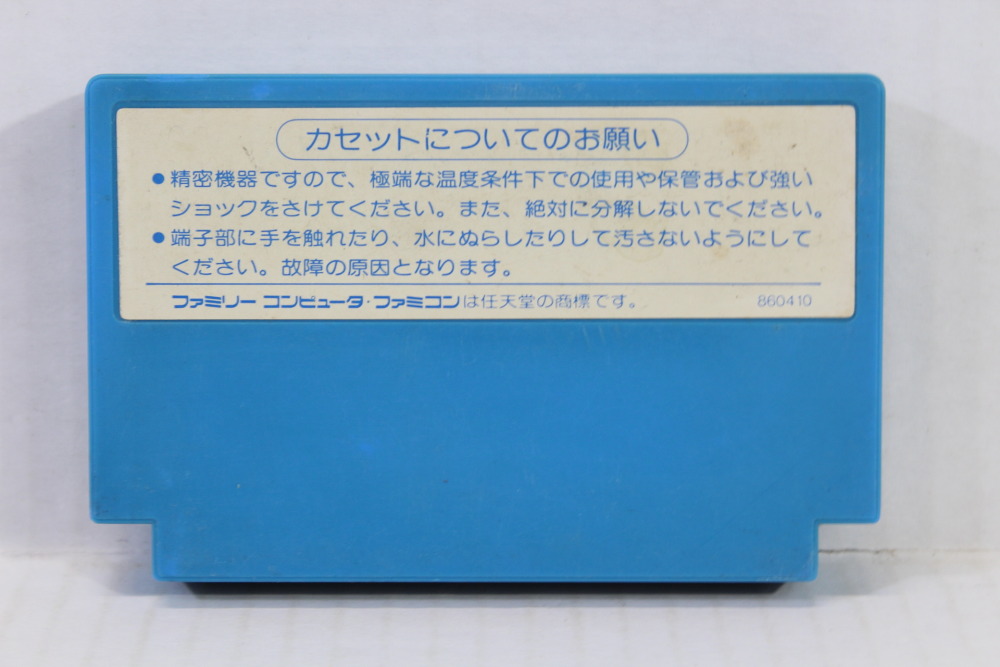 カセットについてのお願い
●精密機器ですので、極端な温度条件下での使用や保管および強い
ショックをさけてください。また、絶対に分解しないでください。
●端子部に手を触れたり、水にぬらしたりして汚さないようにして
ください。故障の原因となります。
ファミリー コンピュータ・ファミコンは任天堂の商標です。 860410